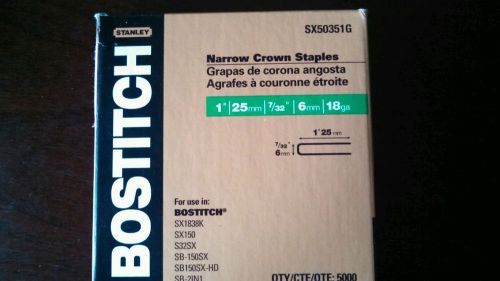 STANLEY
BOSTITCH
SX50351G
Narrow Crown Staples
Grapas de corona angosta
Agrafes à couronne étroite
1" | 25mm | 7/32" | 6mm | 18ga
1" 25mm
7/32"
6mm
For use in:
BOSTITCH®
SX1838K
SX150
S32SX
SB-150SX
SB150SX-HD
SB-2IN1
QTY/CTE/QTE: 5000